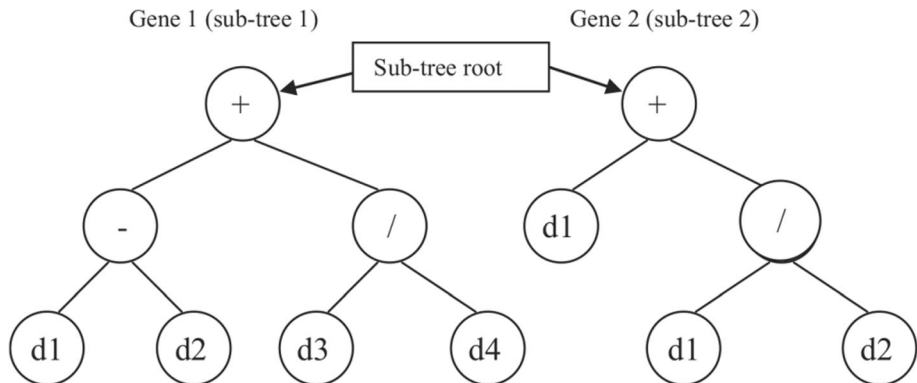 Gene 1 (sub-tree 1)
Gene 2 (sub-tree 2)
Sub-tree root
+
+
-
/
d1
/
d1
d2
d3
d4
d1
d2